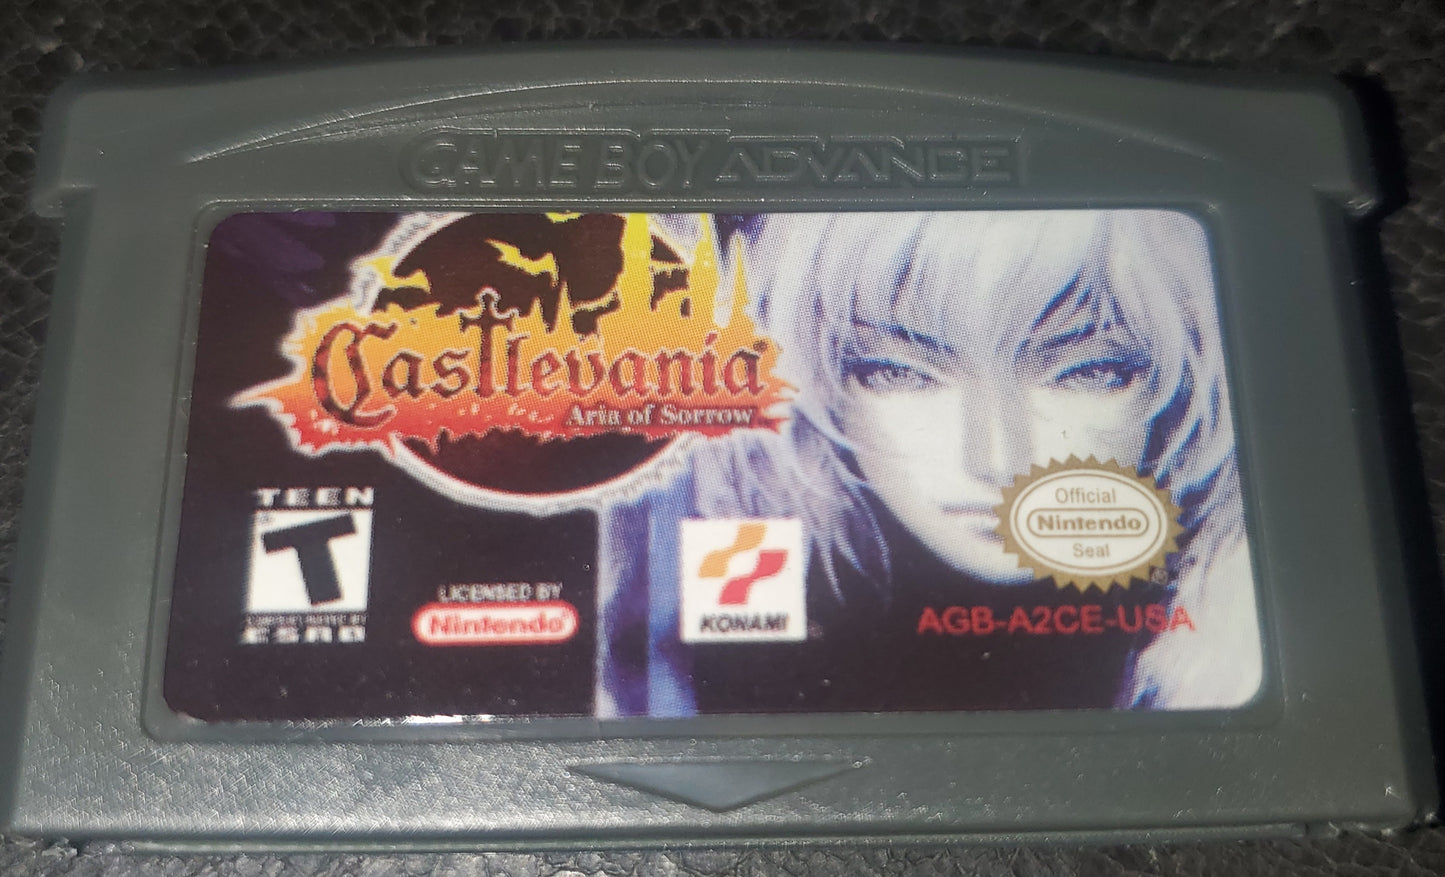 GAME BOY ADVANCE
Castlevania®
Aria of Sorrow
TEEN
T
ESRB
LICENSED BY
Nintendo
KONAMI
Official
Nintendo
Seal
AGB-A2CE-USA